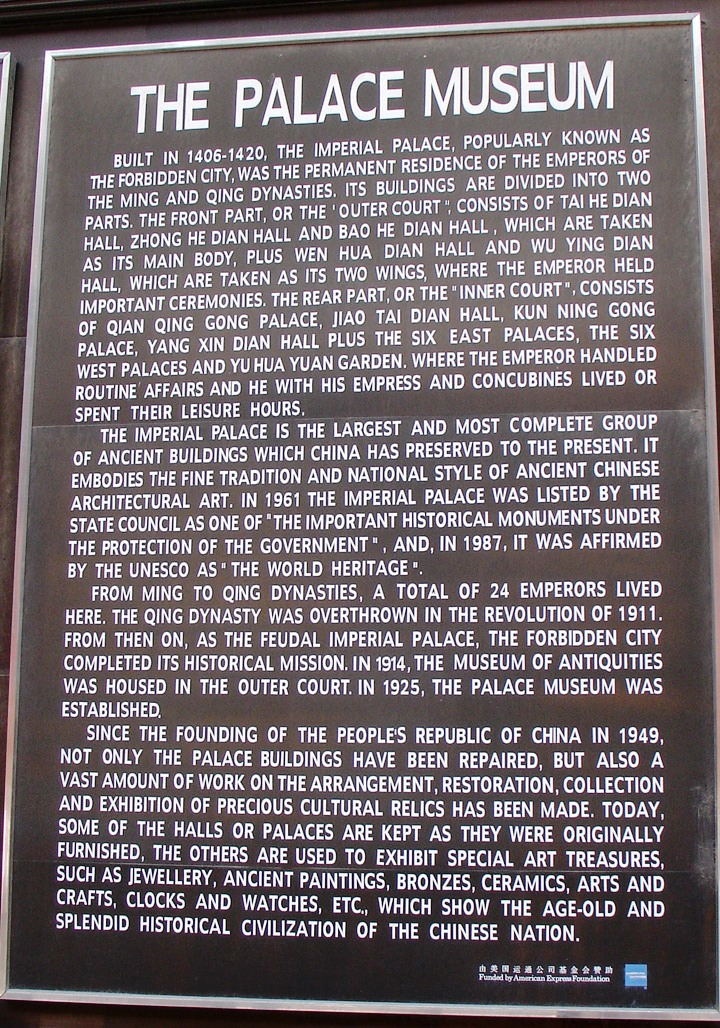 THE PALACE MUSEUM
BUILT IN 1406-1420, THE IMPERIAL PALACE, POPULARLY KNOWN AS
THE FORBIDDEN CITY, WAS THE PERMANENT RESIDENCE OF THE EMPERORS OF
THE MING AND QING DYNASTIES. ITS BUILDINGS ARE DIVIDED INTO TWO
PARTS. THE FRONT PART, OR THE ' OUTER COURT ", CONSISTS OF TAI HE DIAN
HALL, ZHONG HE DIAN HALL AND BAO HE DIAN HALL , WHICH ARE TAKEN
AS ITS MAIN BODY, PLUS WEN HUA DIAN HALL AND WU YING DIAN
HALL, WHICH ARE TAKEN AS ITS TWO WINGS, WHERE THE EMPEROR HELD
IMPORTANT CEREMONIES. THE REAR PART, OR THE " INNER COURT ", CONSISTS
OF QIAN QING GONG PALACE, JIAO TAI DIAN HALL, KUN NING GONG
PALACE, YANG XIN DIAN HALL PLUS THE SIX EAST PALACES, THE SIX
WEST PALACES AND YU HUA YUAN GARDEN. WHERE THE EMPEROR HANDLED
ROUTINE AFFAIRS AND HE WITH HIS EMPRESS AND CONCUBINES LIVED OR
SPENT THEIR LEISURE HOURS.
THE IMPERIAL PALACE IS THE LARGEST AND MOST COMPLETE GROUP
OF ANCIENT BUILDINGS WHICH CHINA HAS PRESERVED TO THE PRESENT. IT
EMBODIES THE FINE TRADITION AND NATIONAL STYLE OF ANCIENT CHINESE
ARCHITECTURAL ART. IN 1961 THE IMPERIAL PALACE WAS LISTED BY THE
STATE COUNCIL AS ONE OF " THE IMPORTANT HISTORICAL MONUMENTS UNDER
THE PROTECTION OF THE GOVERNMENT " , AND, IN 1987, IT WAS AFFIRMED
BY THE UNESCO AS " THE WORLD HERITAGE ".
FROM MING TO QING DYNASTIES, A TOTAL OF 24 EMPERORS LIVED
HERE. THE QING DYNASTY WAS OVERTHROWN IN THE REVOLUTION OF 1911.
FROM THEN ON, AS THE FEUDAL IMPERIAL PALACE, THE FORBIDDEN CITY
COMPLETED ITS HISTORICAL MISSION. IN 1914, THE MUSEUM OF ANTIQUITIES
WAS HOUSED IN THE OUTER COURT. IN 1925, THE PALACE MUSEUM WAS
ESTABLISHED.
SINCE THE FOUNDING OF THE PEOPLE'S REPUBLIC OF CHINA IN 1949,
NOT ONLY THE PALACE BUILDINGS HAVE BEEN REPAIRED, BUT ALSO A
VAST AMOUNT OF WORK ON THE ARRANGEMENT, RESTORATION, COLLECTION
AND EXHIBITION OF PRECIOUS CULTURAL RELICS HAS BEEN MADE. TODAY,
SOME OF THE HALLS OR PALACES ARE KEPT AS THEY WERE ORIGINALLY
FURNISHED, THE OTHERS ARE USED TO EXHIBIT SPECIAL ART TREASURES,
SUCH AS JEWELLERY, ANCIENT PAINTINGS, BRONZES, CERAMICS, ARTS AND
CRAFTS, CLOCKS AND WATCHES, ETC., WHICH SHOW THE AGE-OLD AND
SPLENDID HISTORICAL CIVILIZATION OF THE CHINESE NATION.
由美国运通公司基金会赞助
Funded by American Express Foundation